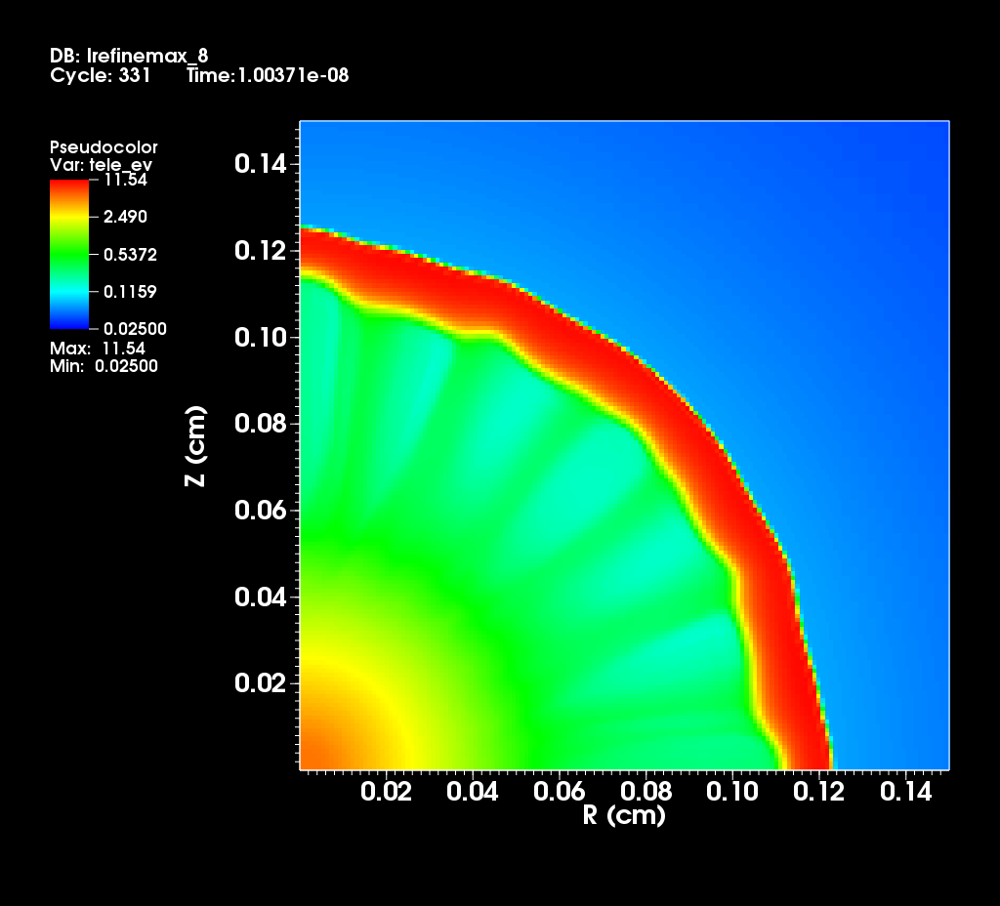 DB: lrefinemax_8
Cycle: 331 Time:1.00371e-08
Pseudocolor
Var: tele_ev
11.54
2.490
0.5372
0.1159
0.02500
Max: 11.54
Min: 0.02500
0.14
0.12
0.10
0.08
0.06
0.04
0.02
Z (cm)
0.02 0.04 0.06 0.08 0.10 0.12 0.14
R (cm)